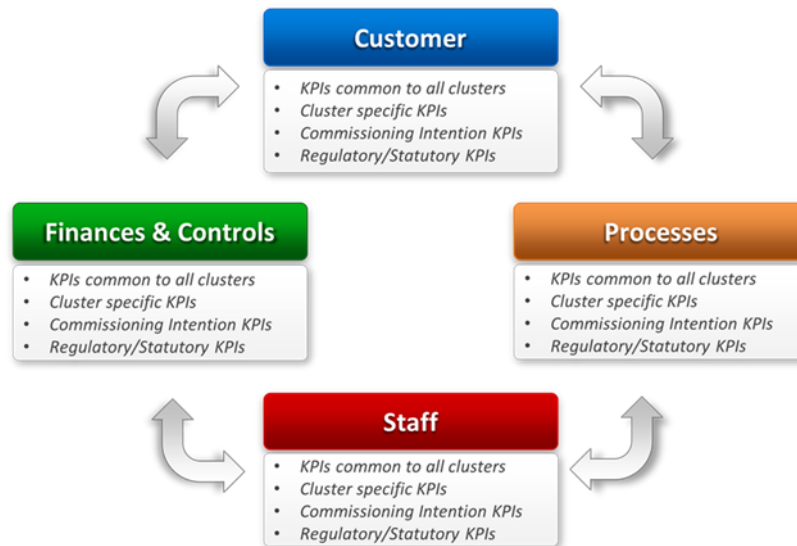 Customer
• KPIs common to all clusters
• Cluster specific KPIs
• Commissioning Intention KPIs
• Regulatory/Statutory KPIs
Finances & Controls
• KPIs common to all clusters
• Cluster specific KPIs
• Commissioning Intention KPIs
• Regulatory/Statutory KPIs
Processes
• KPIs common to all clusters
• Cluster specific KPIs
• Commissioning Intention KPIs
• Regulatory/Statutory KPIs
Staff
• KPIs common to all clusters
• Cluster specific KPIs
• Commissioning Intention KPIs
• Regulatory/Statutory KPIs